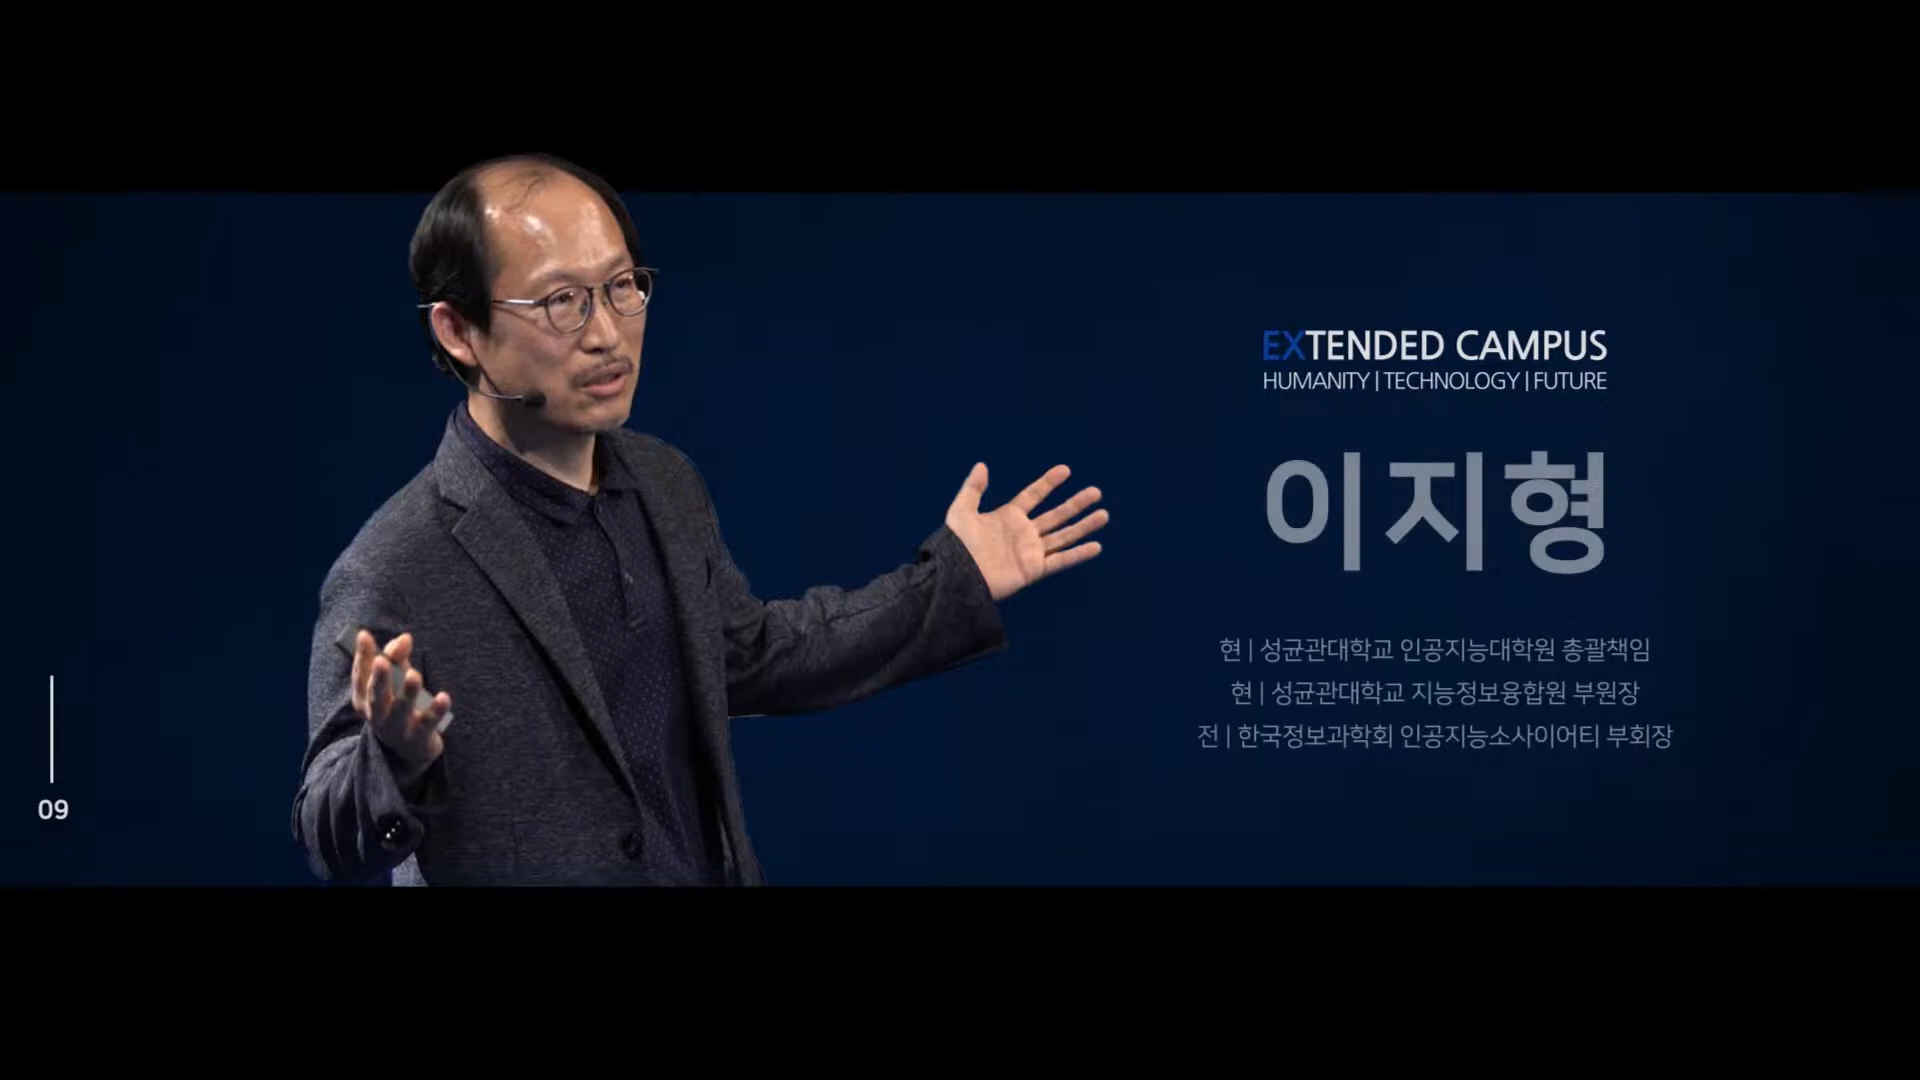 EXTENDED CAMPUS
HUMANITY | TECHNOLOGY | FUTURE
이지형
현 | 성균관대학교 인공지능대학원 총괄책임
현 | 성균관대학교 지능정보융합원 부원장
전 | 한국정보과학회 인공지능소사이어티 부회장
09